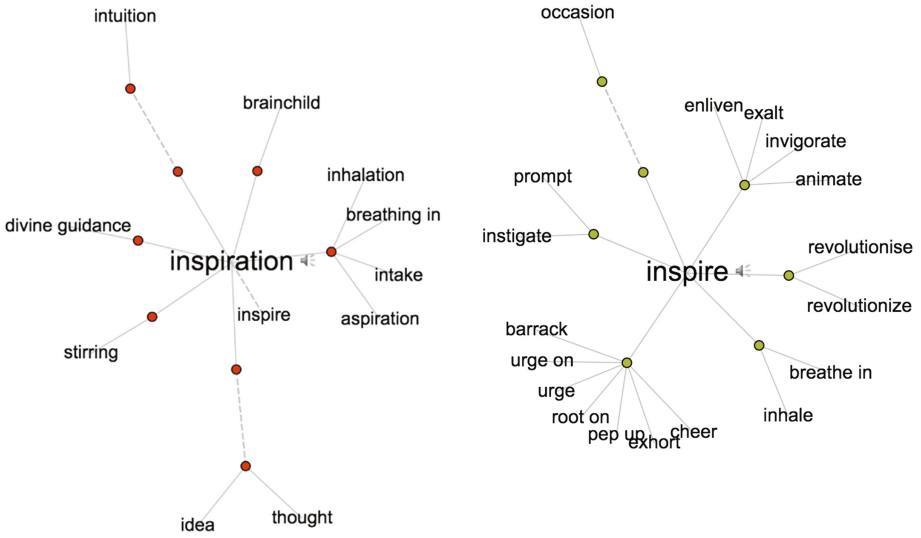 intuition
brainchild
inhalation
breathing in
divine guidance
inspiration
intake
inspire
aspiration
stirring
idea
thought
occasion
enliven
exalt
invigorate
prompt
animate
instigate
revolutionise
inspire
revolutionize
barrack
urge on
breathe in
urge
root on
inhale
pep up
exhort
cheer